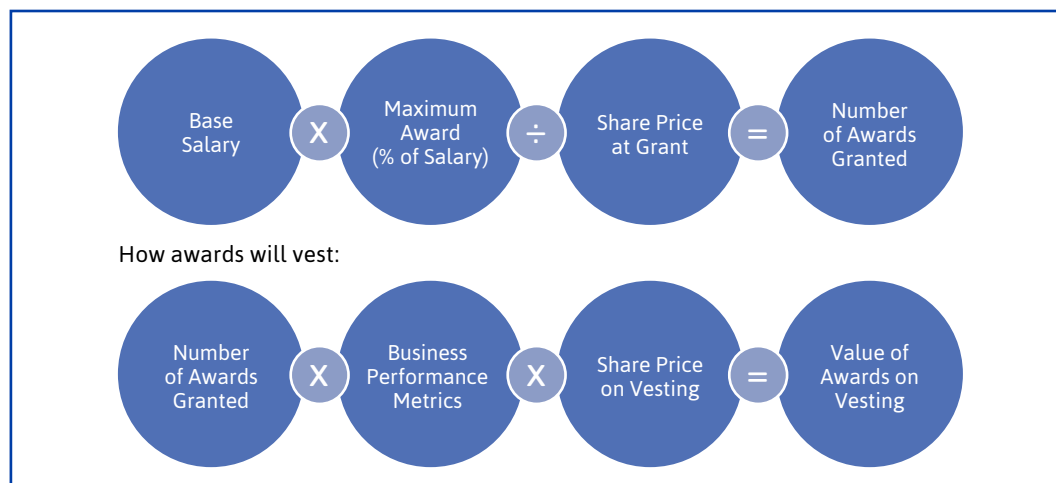 Base
Salary
X
Maximum
Award
(% of Salary)
÷
Share Price
at Grant
=
Number
of Awards
Granted
How awards will vest:
Number
of Awards
Granted
X
Business
Performance
Metrics
X
Share Price
on Vesting
=
Value of
Awards on
Vesting